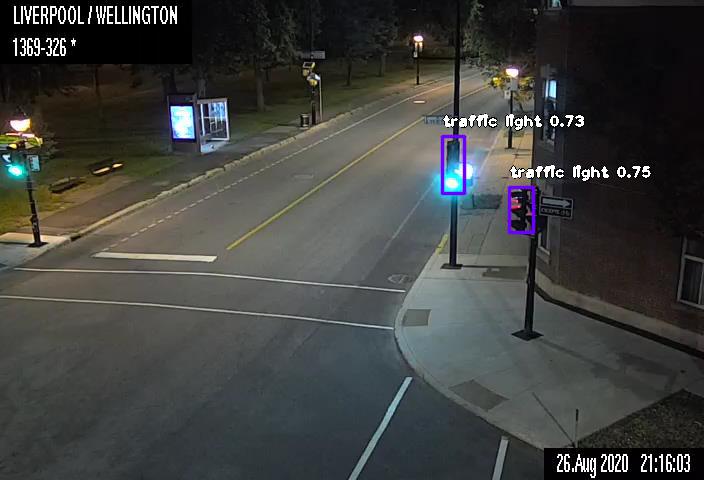 LIVERPOOL / WELLINGTON
1369-326 *
traffic light 0.73
traffic light 0.75
26.Aug 2020 21:16:03